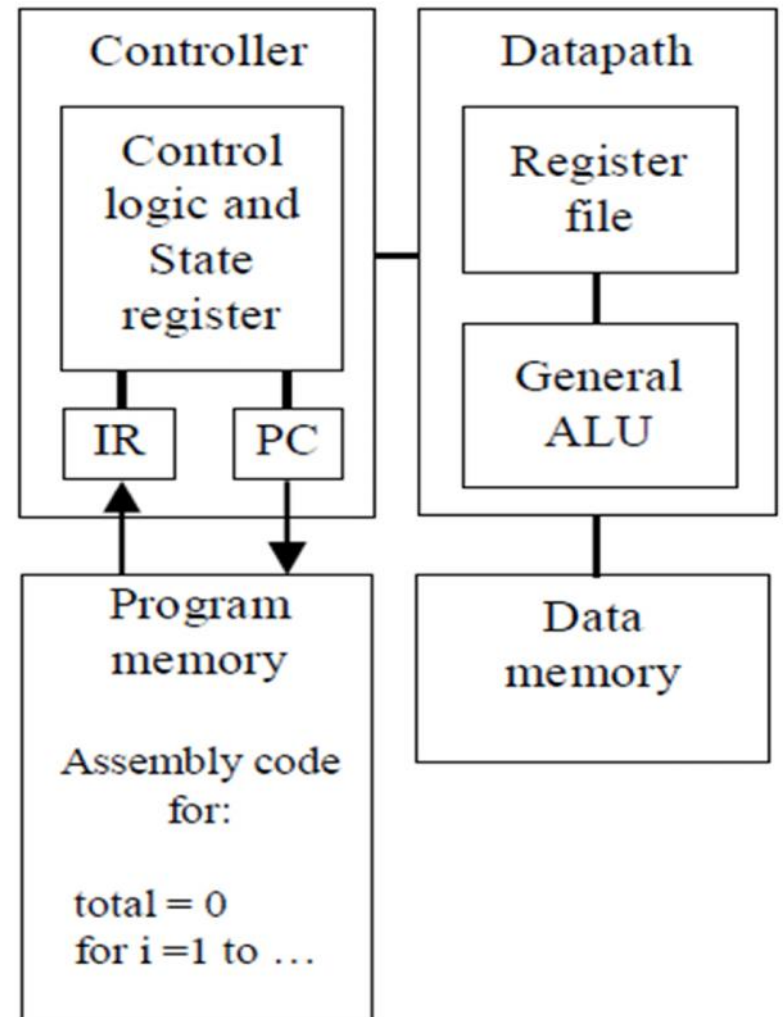 Controller
Control
logic and
State
register
IR
PC
Datapath
Register
file
General
ALU
Program
memory
Assembly code
for:
total = 0
for i =1 to …
Data
memory